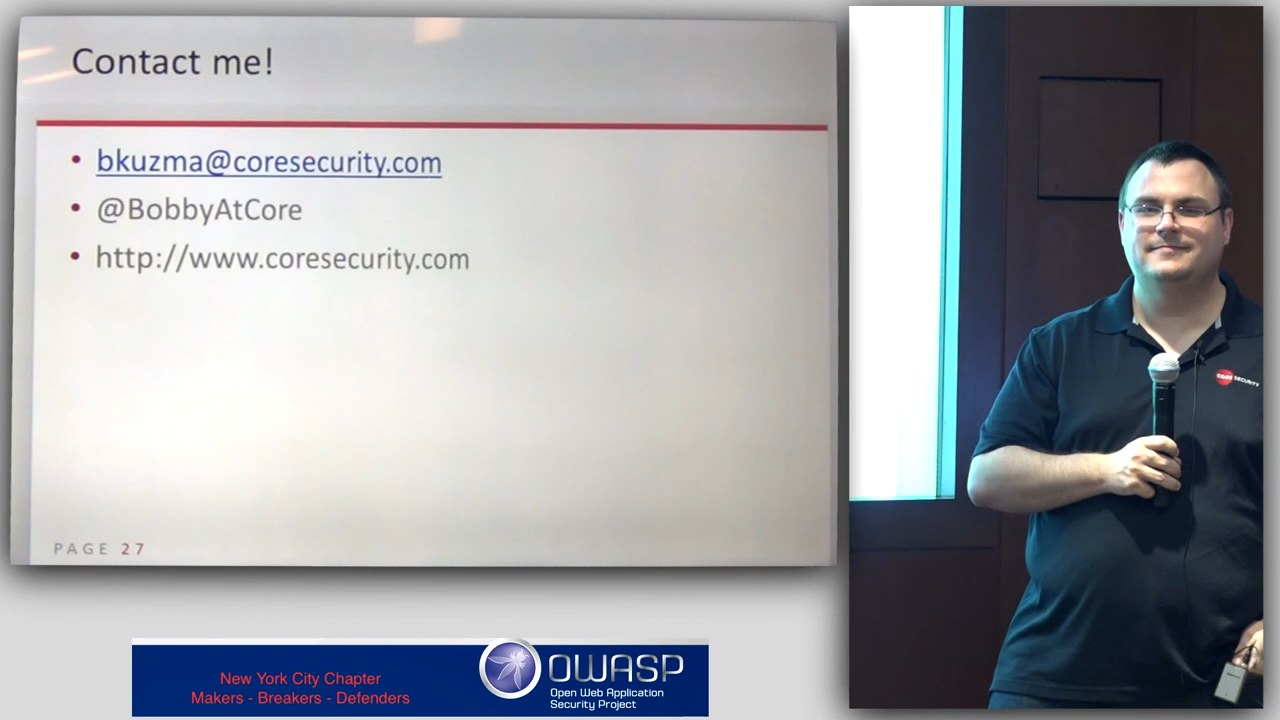 Contact me!
• bkuzma@coresecurity.com
• @BobbyAtCore
• http://www.coresecurity.com
PAGE 27
CORE SECURITY
New York City Chapter
Makers - Breakers - Defenders
OWASP
Open Web Application
Security Project